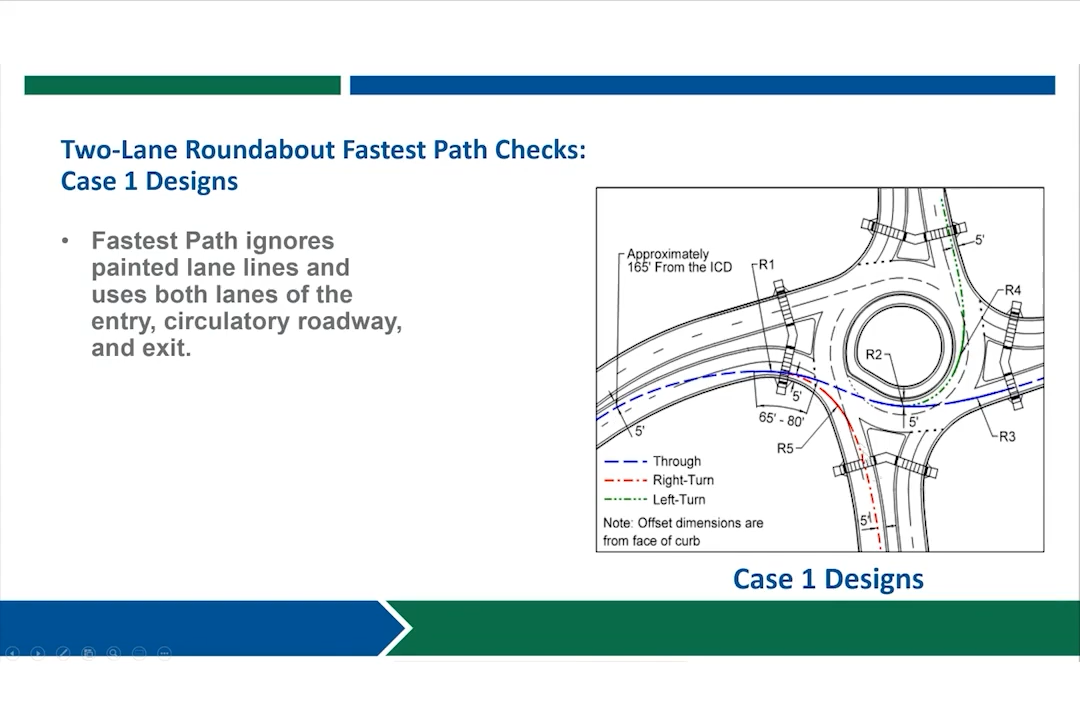 Two-Lane Roundabout Fastest Path Checks:
Case 1 Designs
• Fastest Path ignores
painted lane lines and
uses both lanes of the
entry, circulatory roadway,
and exit.
Approximately
165' From the ICD
R1
5'
R4
R2
5'
65' - 80'
5'
5'
R3
R5
Through
Right-Turn
Left-Turn
5'
Note: Offset dimensions are
from face of curb
Case 1 Designs